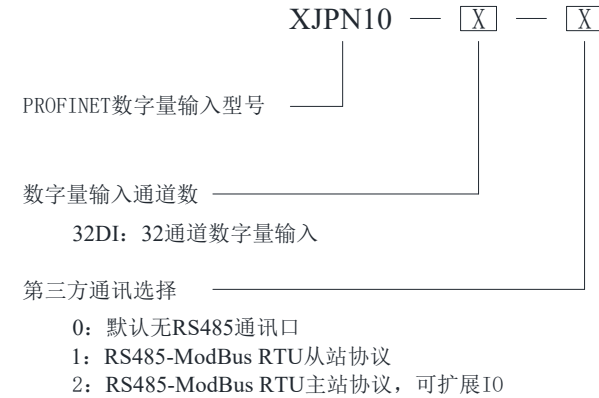 XJPN10 — X — X
PROFINET数字量输入型号
数字量输入通道数
32DI：32通道数字量输入
第三方通讯选择
0：默认无RS485通讯口
1：RS485-ModBus RTU从站协议
2：RS485-ModBus RTU主站协议，可扩展IO